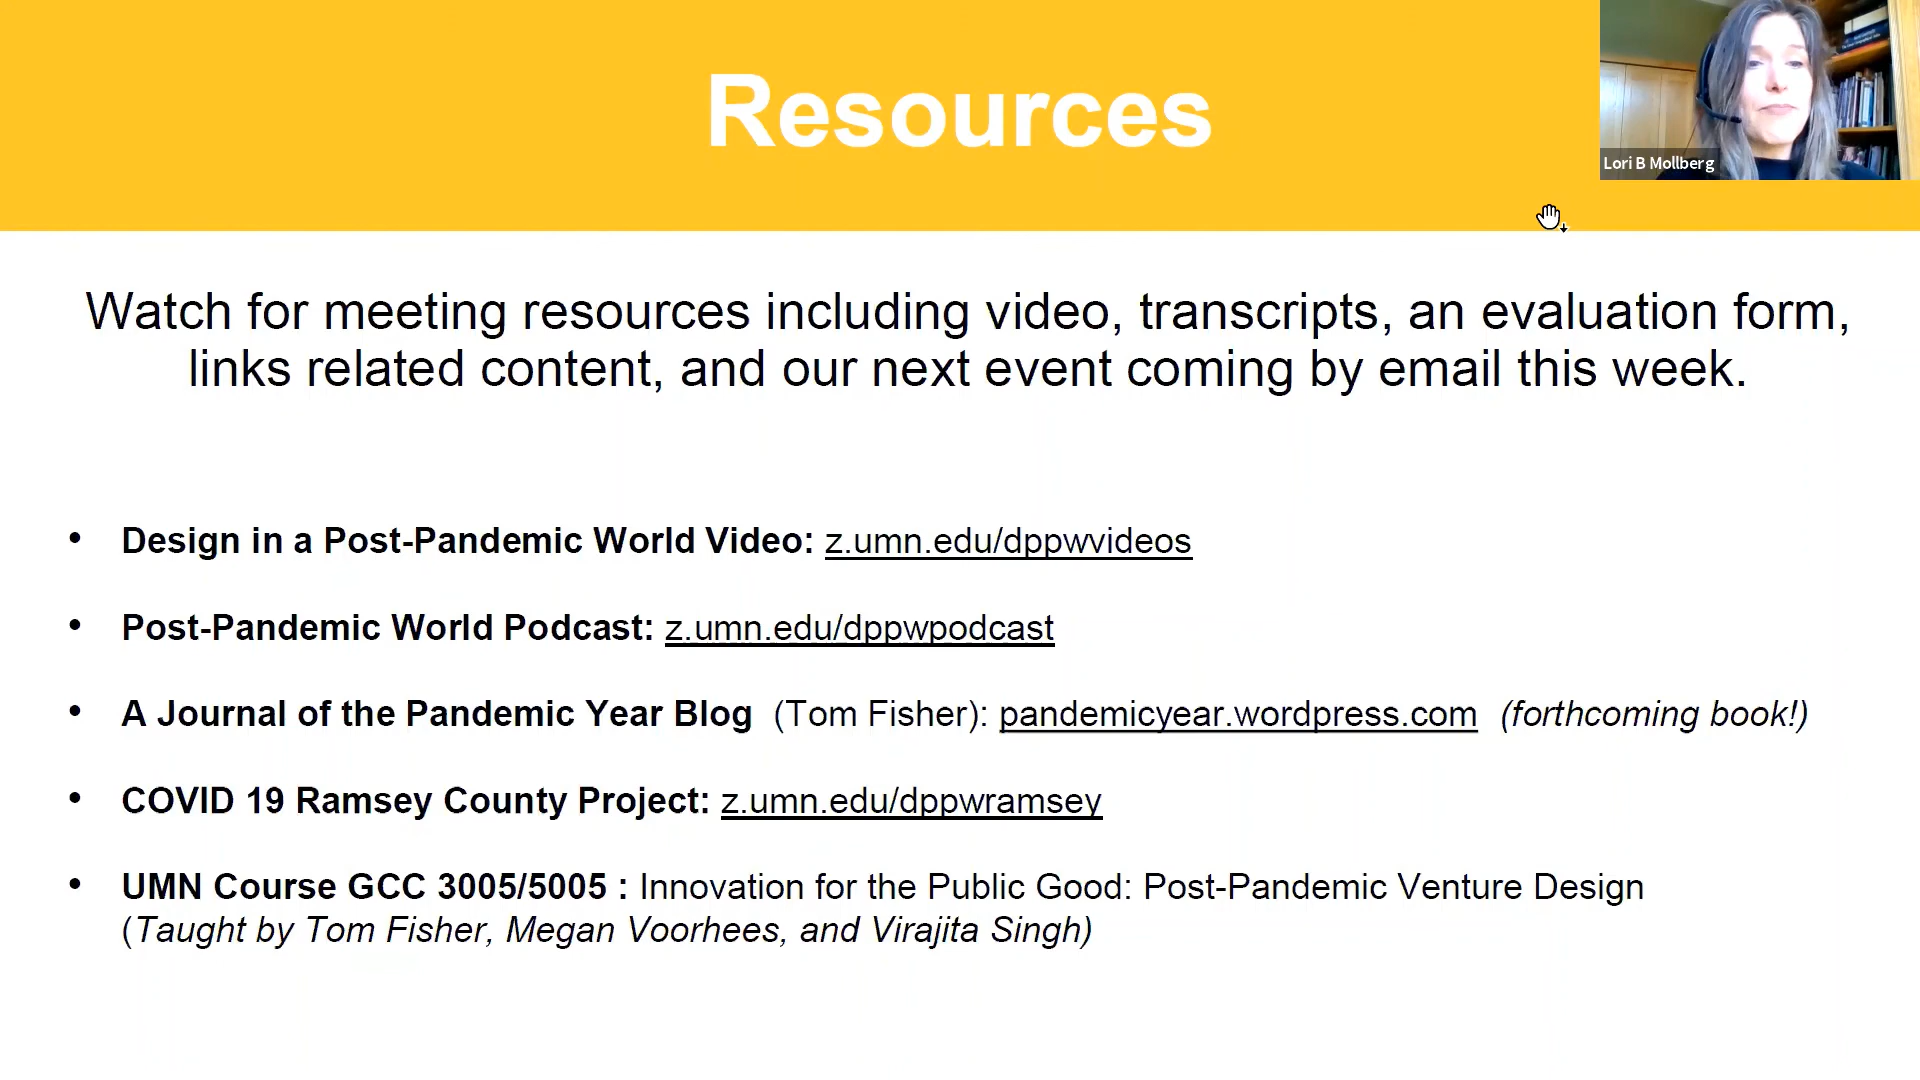 Resources
Lori B Mollberg
Watch for meeting resources including video, transcripts, an evaluation form,
links related content, and our next event coming by email this week.
• Design in a Post-Pandemic World Video: z.umn.edu/dppwvideos
• Post-Pandemic World Podcast: z.umn.edu/dppwpodcast
• A Journal of the Pandemic Year Blog (Tom Fisher): pandemicyear.wordpress.com (forthcoming book!)
• COVID 19 Ramsey County Project: z.umn.edu/dppwramsey
• UMN Course GCC 3005/5005 : Innovation for the Public Good: Post-Pandemic Venture Design
(Taught by Tom Fisher, Megan Voorhees, and Virajita Singh)